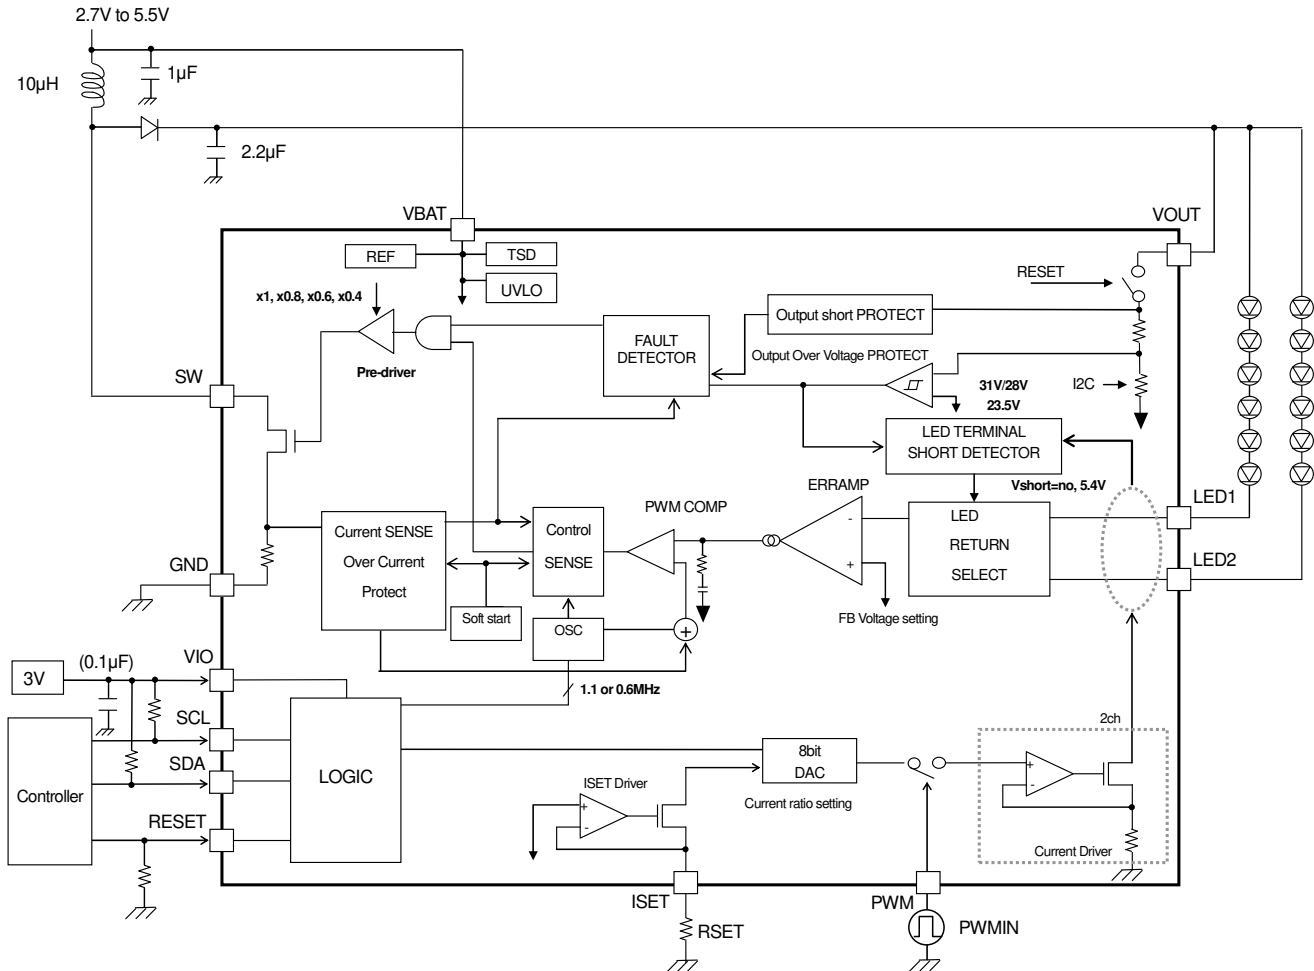 2.7V to 5.5V
10µH
1µF
2.2µF
VBAT
VOUT
REF
TSD
UVLO
RESET
x1, x0.8, x0.6, x0.4
Output short PROTECT
FAULT
DETECTOR
Output Over Voltage PROTECT
Pre-driver
SW
31V/28V
23.5V
I2C
LED TERMINAL
SHORT DETECTOR
Vshort=no, 5.4V
ERRAMP
LED1
PWM COMP
Current SENSE
Over Current
Protect
Control
SENSE
-
+
LED
RETURN
SELECT
LED2
GND
Soft start
OSC
+
FB Voltage setting
VIO
(0.1µF)
3V
1.1 or 0.6MHz
SCL
2ch
SDA
LOGIC
8bit
DAC
Controller
ISET Driver
+
-
Current ratio setting
+
-
RESET
Current Driver
ISET
PWM
RSET
PWMIN